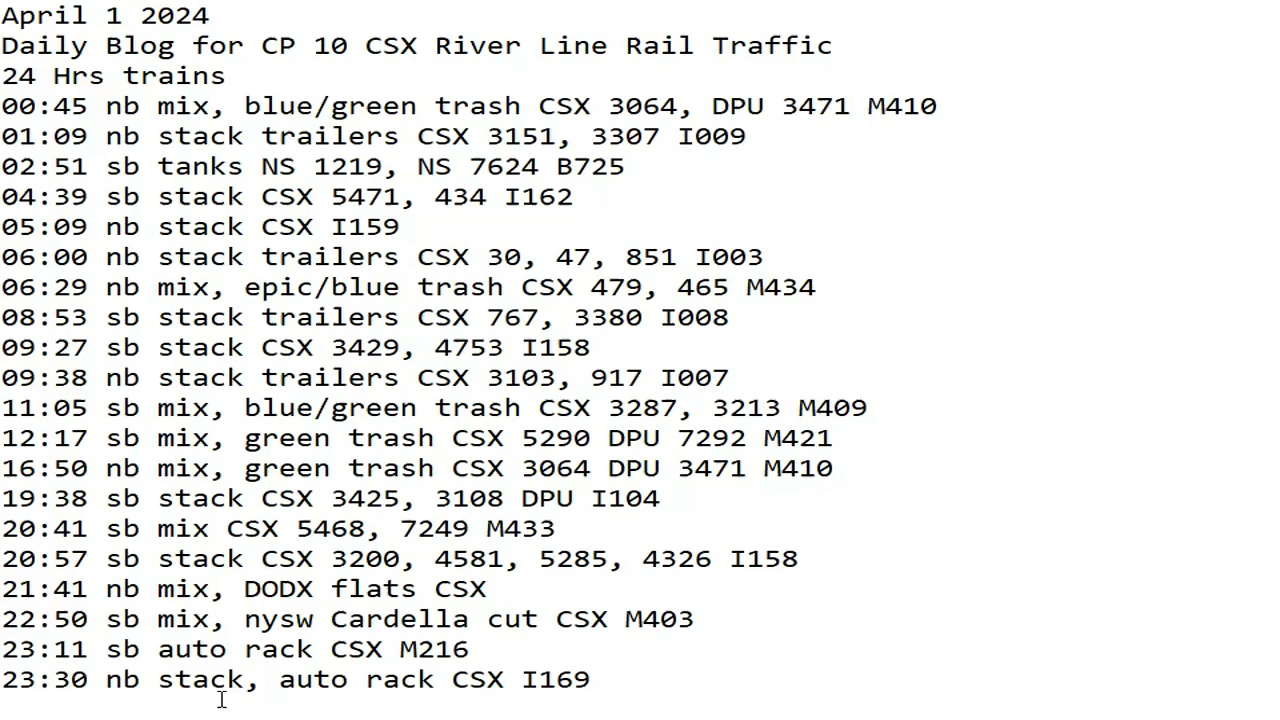 April 1 2024
Daily Blog for CP 10 CSX River Line Rail Traffic
24 Hrs trains
00:45 nb mix, blue/green trash CSX 3064, DPU 3471 M410
01:09 nb stack trailers CSX 3151, 3307 I009
02:51 sb tanks NS 1219, NS 7624 B725
04:39 sb stack CSX 5471, 434 I162
05:09 nb stack CSX I159
06:00 nb stack trailers CSX 30, 47, 851 I003
06:29 nb mix, epic/blue trash CSX 479, 465 M434
08:53 sb stack trailers CSX 767, 3380 I008
09:27 sb stack CSX 3429, 4753 I158
09:38 nb stack trailers CSX 3103, 917 I007
11:05 sb mix, blue/green trash CSX 3287, 3213 M409
12:17 sb mix, green trash CSX 5290 DPU 7292 M421
16:50 nb mix, green trash CSX 3064 DPU 3471 M410
19:38 sb stack CSX 3425, 3108 DPU I104
20:41 sb mix CSX 5468, 7249 M433
20:57 sb stack CSX 3200, 4581, 5285, 4326 I158
21:41 nb mix, DODX flats CSX
22:50 sb mix, nysw Cardella cut CSX M403
23:11 sb auto rack CSX M216
23:30 nb stack, auto rack CSX I169